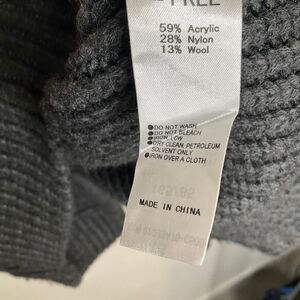 FREE
59% Acrylic
28% Nylon
13% Wool
●DO NOT WASH
●DO NOT BLEACH
●IRON LOW
●DRY CLEAN, PETROLEUM
SOLVENT ONLY
●IRON OVER A CLOTH
MADE IN CHINA